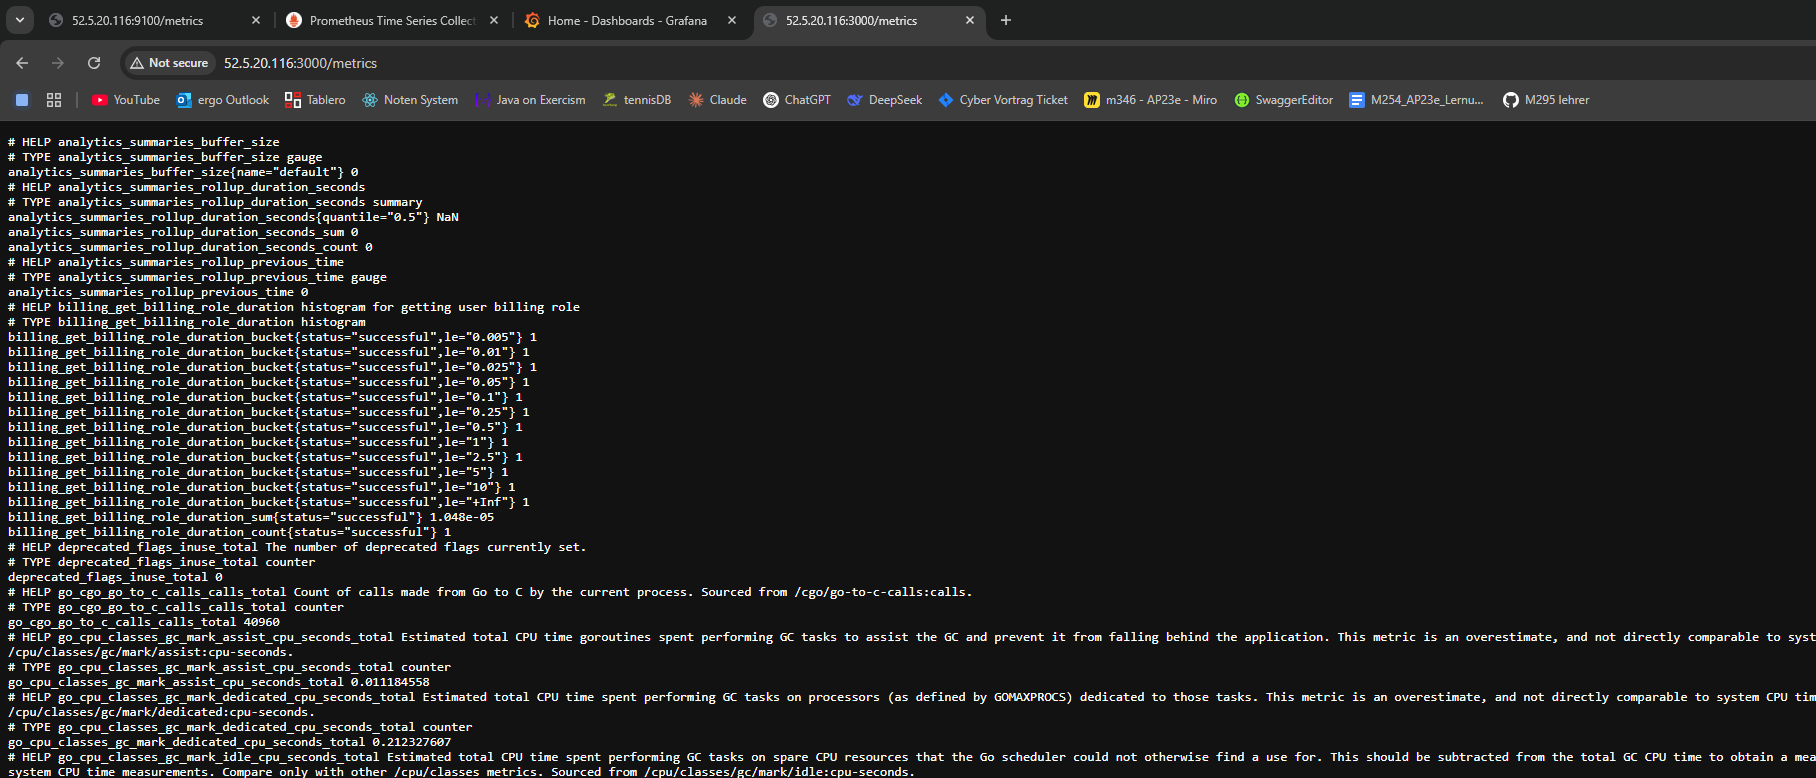 52.5.20.116:9100/metrics
Prometheus Time Series Collect
Home - Dashboards - Grafana
52.5.20.116:3000/metrics
Not secure
52.5.20.116:3000/metrics
YouTube
ergo Outlook
Tablero
Noten System
Java on Exercism
tennisDB
Claude
ChatGPT
DeepSeek
Cyber Vortrag Ticket
m346 - AP23e - Miro
SwaggerEditor
M254_AP23e_Lernu...
M295 lehrer
# HELP analytics_summaries_buffer_size
# TYPE analytics_summaries_buffer_size gauge
analytics_summaries_buffer_size{name="default"} 0
# HELP analytics_summaries_rollup_duration_seconds
# TYPE analytics_summaries_rollup_duration_seconds summary
analytics_summaries_rollup_duration_seconds{quantile="0.5"} NaN
analytics_summaries_rollup_duration_seconds_sum 0
analytics_summaries_rollup_duration_seconds_count 0
# HELP analytics_summaries_rollup_previous_time
# TYPE analytics_summaries_rollup_previous_time gauge
analytics_summaries_rollup_previous_time 0
# HELP billing_get_billing_role_duration histogram for getting user billing role
# TYPE billing_get_billing_role_duration histogram
billing_get_billing_role_duration_bucket{status="successful",le="0.005"} 1
billing_get_billing_role_duration_bucket{status="successful",le="0.01"} 1
billing_get_billing_role_duration_bucket{status="successful",le="0.025"} 1
billing_get_billing_role_duration_bucket{status="successful",le="0.05"} 1
billing_get_billing_role_duration_bucket{status="successful",le="0.1"} 1
billing_get_billing_role_duration_bucket{status="successful",le="0.25"} 1
billing_get_billing_role_duration_bucket{status="successful",le="0.5"} 1
billing_get_billing_role_duration_bucket{status="successful",le="1"} 1
billing_get_billing_role_duration_bucket{status="successful",le="2.5"} 1
billing_get_billing_role_duration_bucket{status="successful",le="5"} 1
billing_get_billing_role_duration_bucket{status="successful",le="10"} 1
billing_get_billing_role_duration_bucket{status="successful",le="+Inf"} 1
billing_get_billing_role_duration_sum{status="successful"} 1.048e-05
billing_get_billing_role_duration_count{status="successful"} 1
# HELP deprecated_flags_inuse_total The number of deprecated flags currently set.
# TYPE deprecated_flags_inuse_total counter
deprecated_flags_inuse_total 0
# HELP go_cgo_go_to_c_calls_calls_total Count of calls made from Go to C by the current process. Sourced from /cgo/go-to-c-calls:calls.
# TYPE go_cgo_go_to_c_calls_calls_total counter
go_cgo_go_to_c_calls_calls_total 40960
# HELP go_cpu_classes_gc_mark_assist_cpu_seconds_total Estimated total CPU time goroutines spent performing GC tasks to assist the GC and prevent it from falling behind the application. This metric is an overestimate, and not directly comparable to syst
/cpu/classes/gc/mark/assist:cpu-seconds.
# TYPE go_cpu_classes_gc_mark_assist_cpu_seconds_total counter
go_cpu_classes_gc_mark_assist_cpu_seconds_total 0.011184558
# HELP go_cpu_classes_gc_mark_dedicated_cpu_seconds_total Estimated total CPU time spent performing GC tasks on processors (as defined by GOMAXPROCS) dedicated to those tasks. This metric is an overestimate, and not directly comparable to system CPU tim
/cpu/classes/gc/mark/dedicated:cpu-seconds.
# TYPE go_cpu_classes_gc_mark_dedicated_cpu_seconds_total counter
go_cpu_classes_gc_mark_dedicated_cpu_seconds_total 0.212327607
# HELP go_cpu_classes_gc_mark_idle_cpu_seconds_total Estimated total CPU time spent performing GC tasks on spare CPU resources that the Go scheduler could not otherwise find a use for. This should be subtracted from the total GC CPU time to obtain a mea
system CPU time measurements. Compare only with other /cpu/classes metrics. Sourced from /cpu/classes/gc/mark/idle:cpu-seconds.